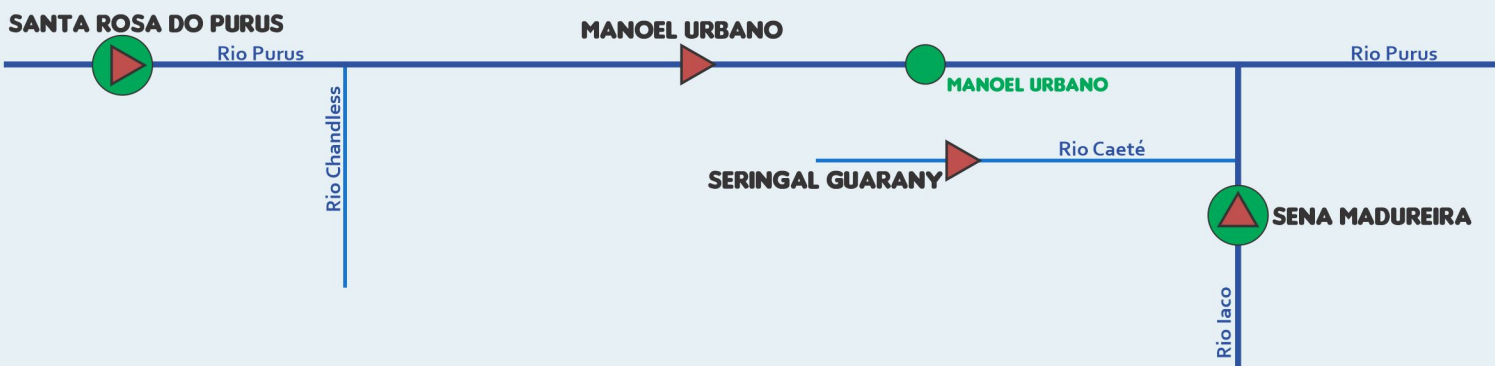 SANTA ROSA DO PURUS
MANOEL URBANO
Rio Purus
Rio Purus
MANOEL URBANO
Rio Chandless
Rio Caeté
SERINGAL GUARANY
SENA MADUREIRA
Rio Iaco